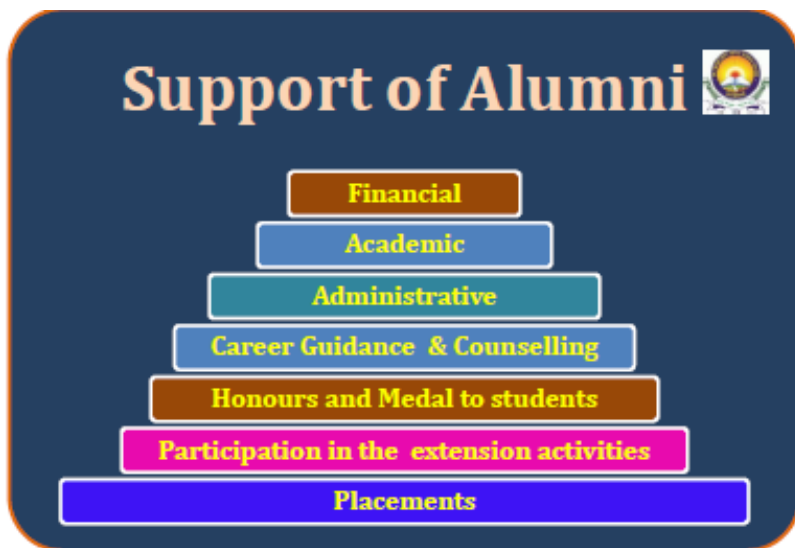 Support of Alumni
Financial
Academic
Administrative
Career Guidance & Counselling
Honours and Medal to students
Participation in the extension activities
Placements